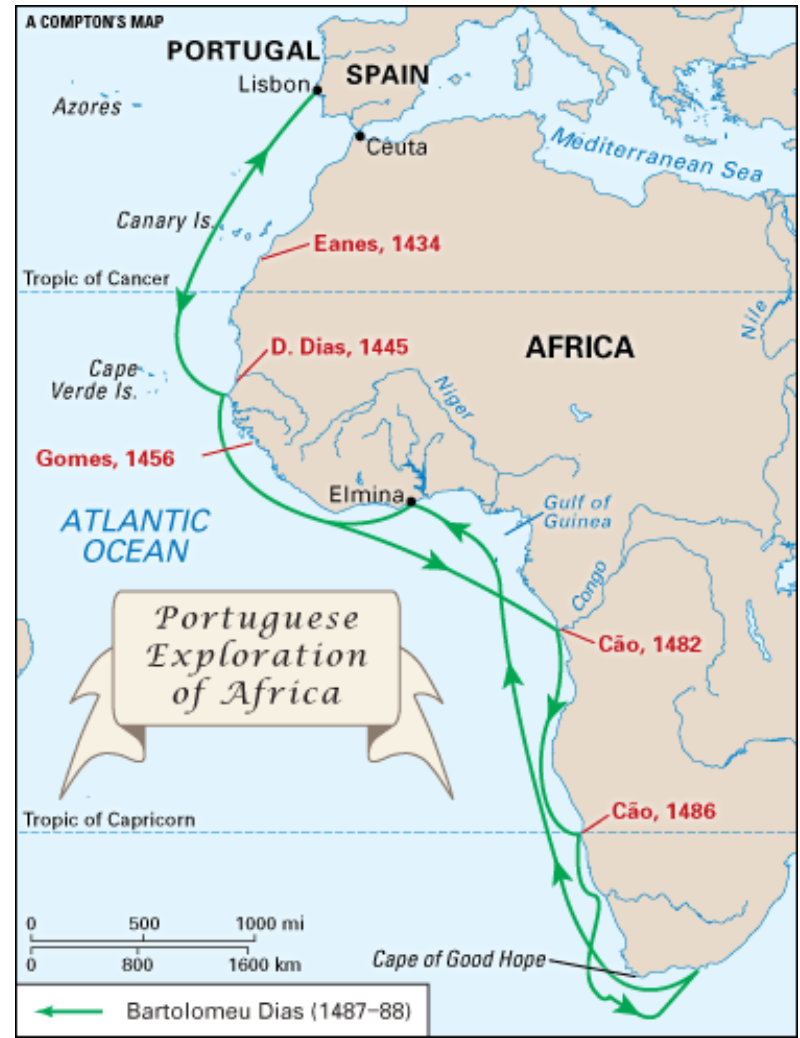 A COMPTON'S MAP
PORTUGAL
SPAIN
Lisbon
Azores
Ceuta
Mediterranean Sea
Canary Is.
Eanes, 1434
Tropic of Cancer
Nile
D. Dias, 1445
AFRICA
Cape
Verde Is.
Niger
Gomes, 1456
Elmina
Gulf of
Guinea
ATLANTIC
OCEAN
Congo
Portuguese
Exploration
of Africa
Cão, 1482
Cão, 1486
Tropic of Capricorn
0 500 1000 mi
0 800 1600 km
Cape of Good Hope
Bartolomeu Dias (1487–88)